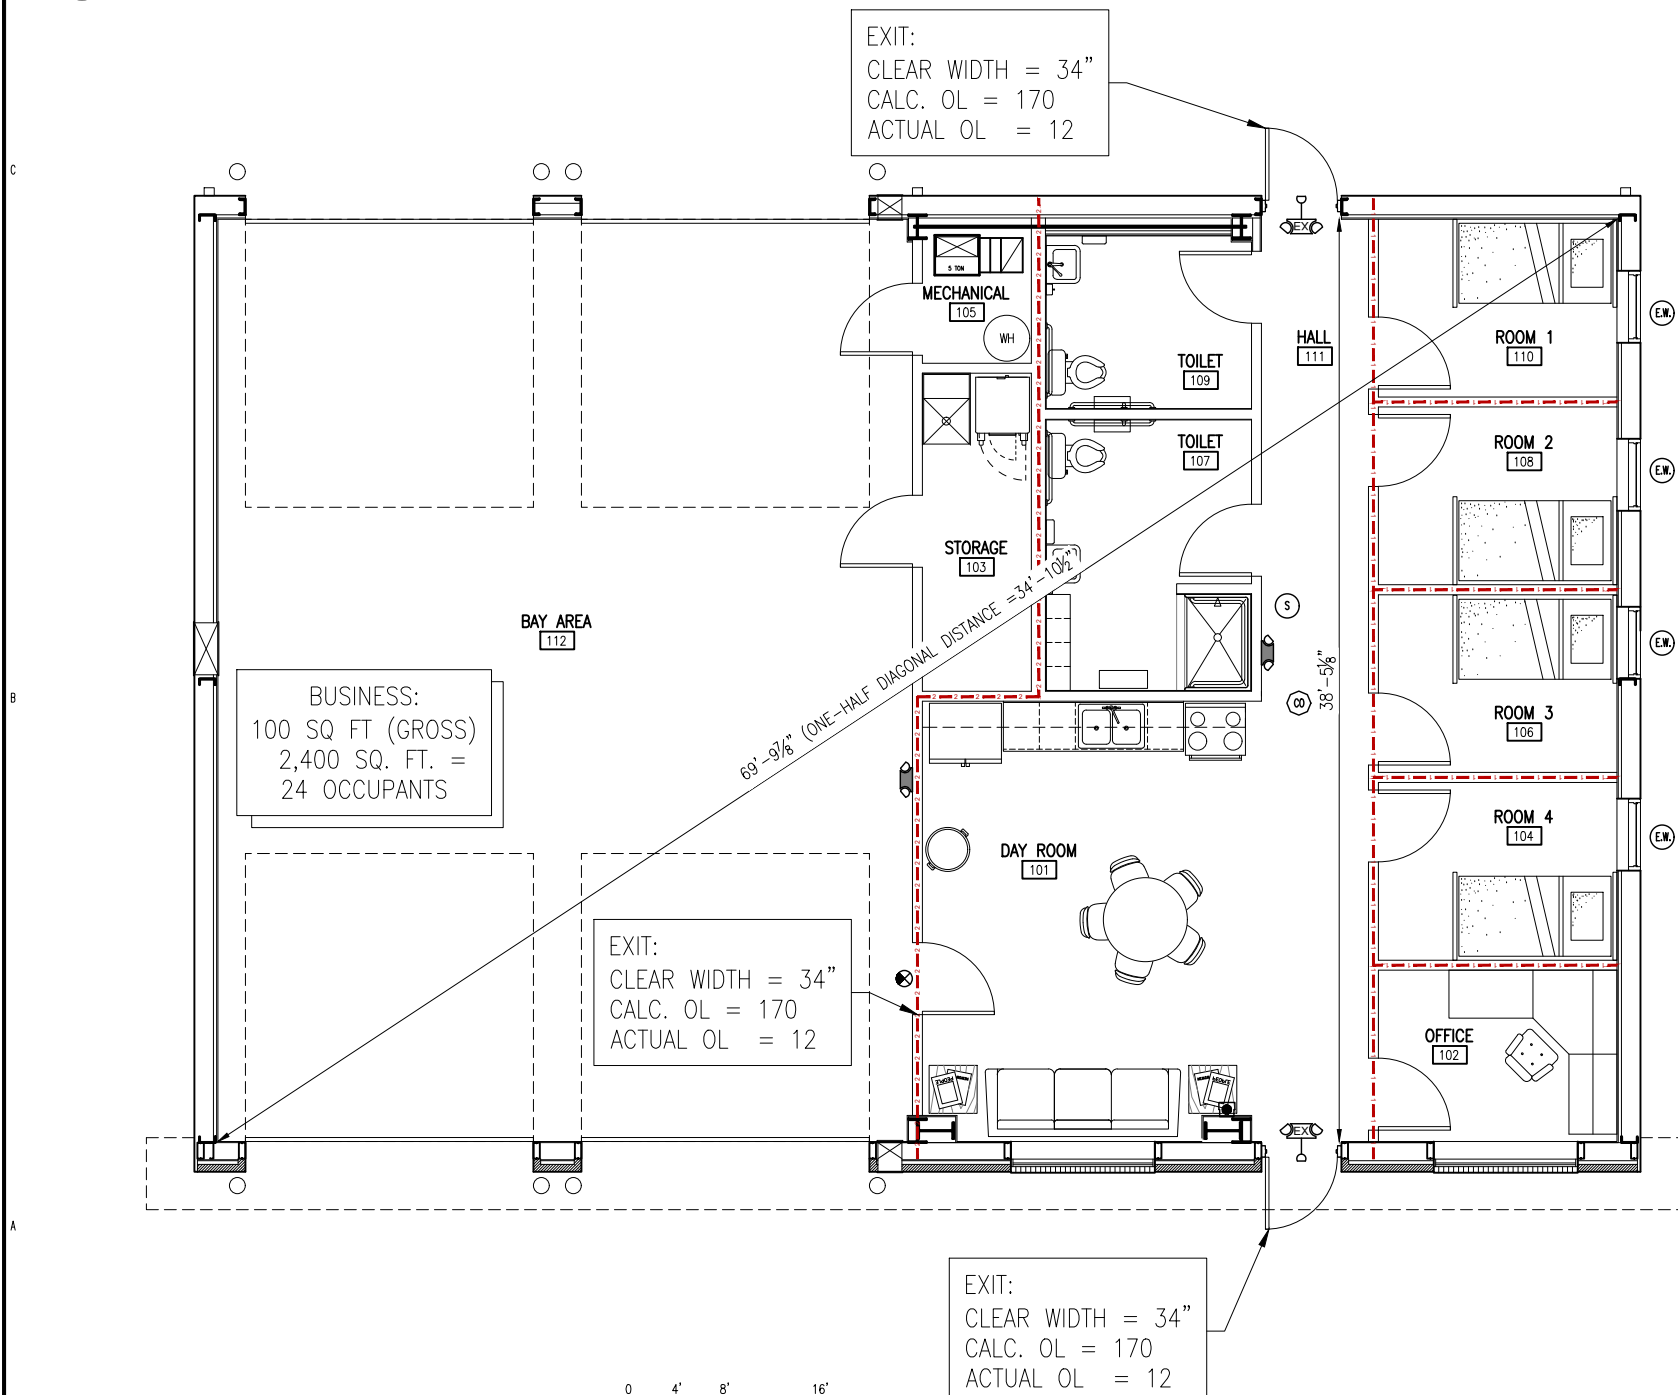 EXIT:
CLEAR WIDTH = 34"
CALC. OL = 170
ACTUAL OL = 12
C
EX
5 TON
MECHANICAL
105
WH
HALL
111
ROOM 1
110
E.W.
TOILET
109
TOILET
107
ROOM 2
108
E.W.
STORAGE
103
BAY AREA
112
S
E.W.
BUSINESS:
100 SQ FT (GROSS)
2,400 SQ. FT. =
24 OCCUPANTS
B
69'-9⅞" (ONE-HALF DIAGONAL DISTANCE =34'-10½"
38'-5⅛"
ROOM 3
106
ROOM 4
104
E.W.
DAY ROOM
101
EXIT:
CLEAR WIDTH = 34"
CALC. OL = 170
ACTUAL OL = 12
OFFICE
102
PEOPLE
PEOPLE
EX
A
EXIT:
CLEAR WIDTH = 34"
CALC. OL = 170
ACTUAL OL = 12
0 4' 8' 16'